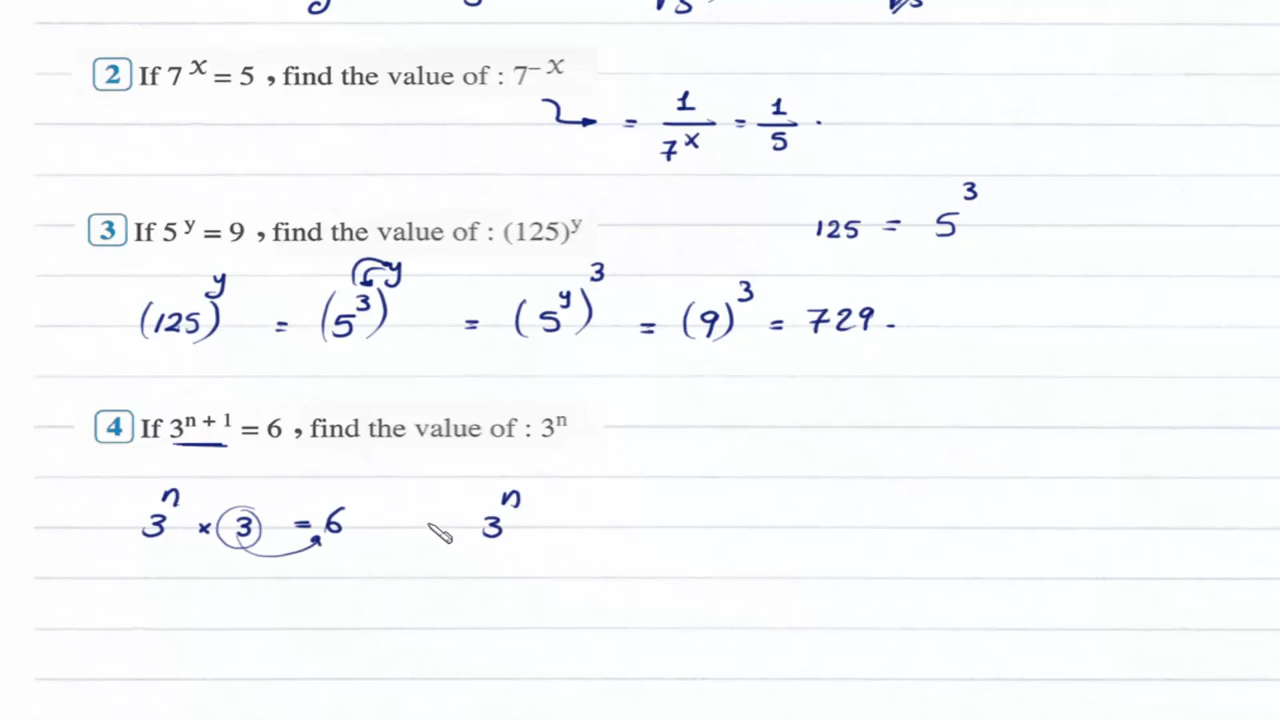 2 If 7^x = 5 , find the value of : 7^-x
= 1/7^x = 1/5 .
3 If 5^y = 9 , find the value of : (125)^y
125 = 5^3
(125)^y = (5^3)^y = (5^y)^3 = (9)^3 = 729 .
4 If 3^n + 1 = 6 , find the value of : 3^n
3^n × 3 = 6 3^n